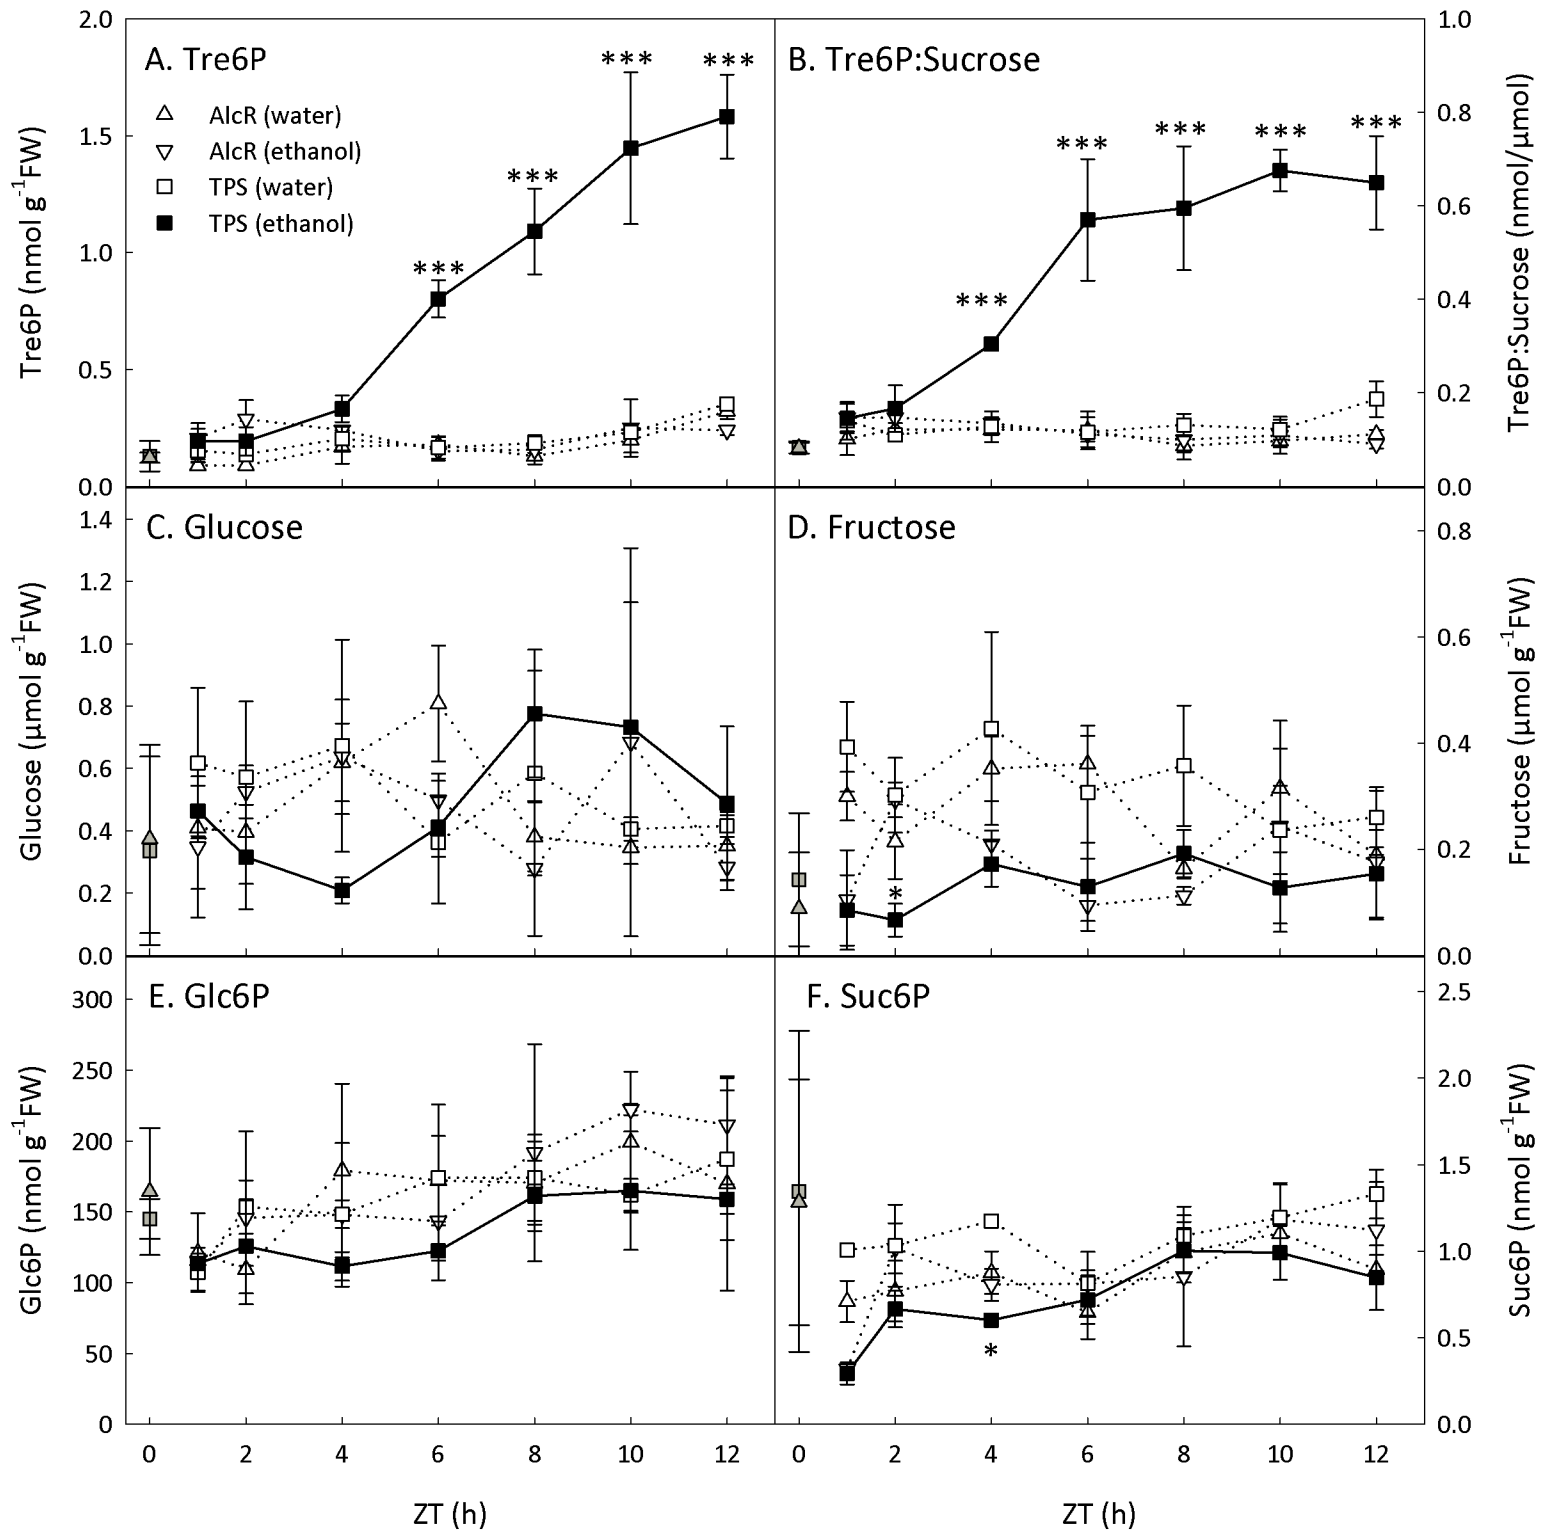 A. Tre6P
AlcR (water)
AlcR (ethanol)
TPS (water)
TPS (ethanol)
Tre6P (nmol g⁻¹FW)
2.0
1.5
1.0
0.5
0.0
***
***
***
***
B. Tre6P:Sucrose
Tre6P:Sucrose (nmol/µmol)
1.0
0.8
0.6
0.4
0.2
0.0
***
***
***
***
***
C. Glucose
Glucose (µmol g⁻¹FW)
1.4
1.2
1.0
0.8
0.6
0.4
0.2
0.0
D. Fructose
Fructose (µmol g⁻¹FW)
0.8
0.6
0.4
0.2
0.0
*
E. Glc6P
Glc6P (nmol g⁻¹FW)
300
250
200
150
100
50
0
0 2 4 6 8 10 12
ZT (h)
F. Suc6P
Suc6P (nmol g⁻¹FW)
2.5
2.0
1.5
1.0
0.5
0.0
*
0 2 4 6 8 10 12
ZT (h)